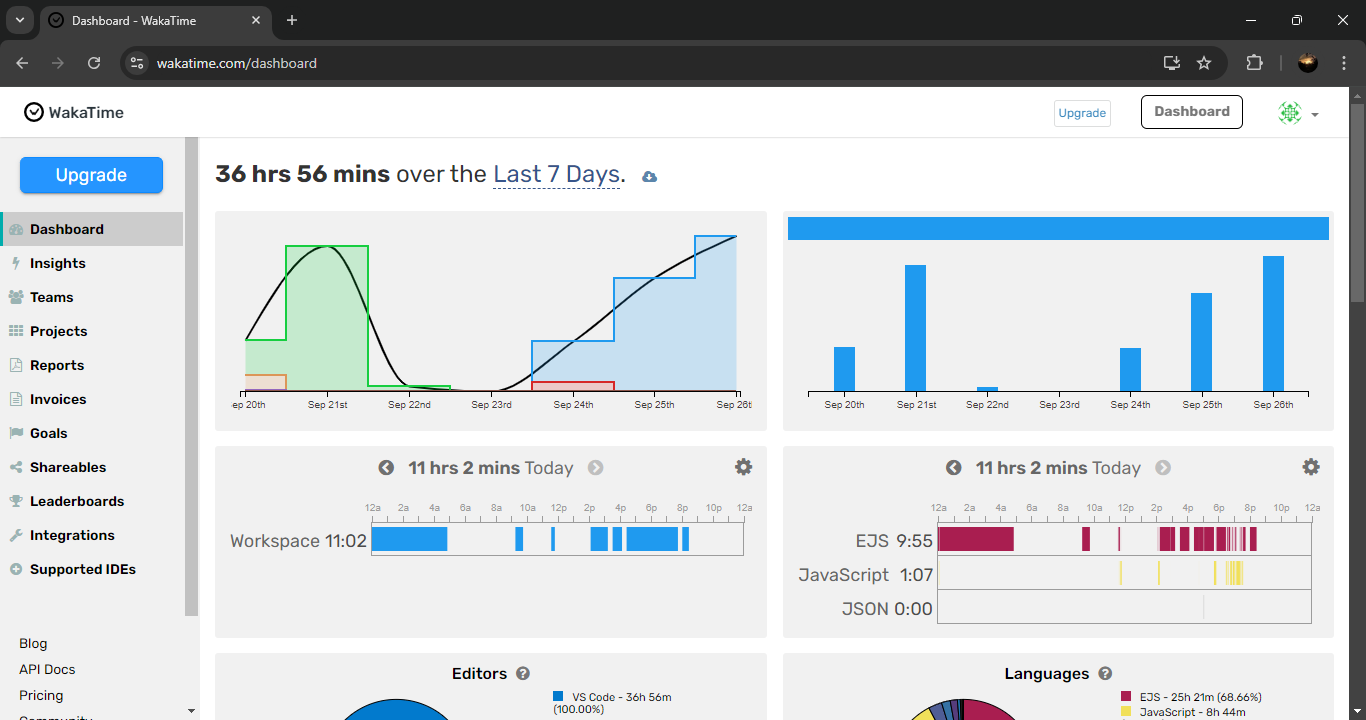 Dashboard - WakaTime
wakatime.com/dashboard
WakaTime
Upgrade
Dashboard
Upgrade
Dashboard
Insights
Teams
Projects
Reports
Invoices
Goals
Shareables
Leaderboards
Integrations
Supported IDEs
Blog
API Docs
Pricing
36 hrs 56 mins over the Last 7 Days.
ep 20th Sep 21st Sep 22nd Sep 23rd Sep 24th Sep 25th Sep 26t
Sep 20th Sep 21st Sep 22nd Sep 23rd Sep 24th Sep 25th Sep 26th
11 hrs 2 mins Today
12a 2a 4a 6a 8a 10a 12p 2p 4p 6p 8p 10p 12a
Workspace 11:02
11 hrs 2 mins Today
12a 2a 4a 6a 8a 10a 12p 2p 4p 6p 8p 10p 12a
EJS 9:55
JavaScript 1:07
JSON 0:00
Editors ?
VS Code - 36h 56m
(100.00%)
Languages ?
EJS - 25h 21m (68.66%)
JavaScript - 8h 44m